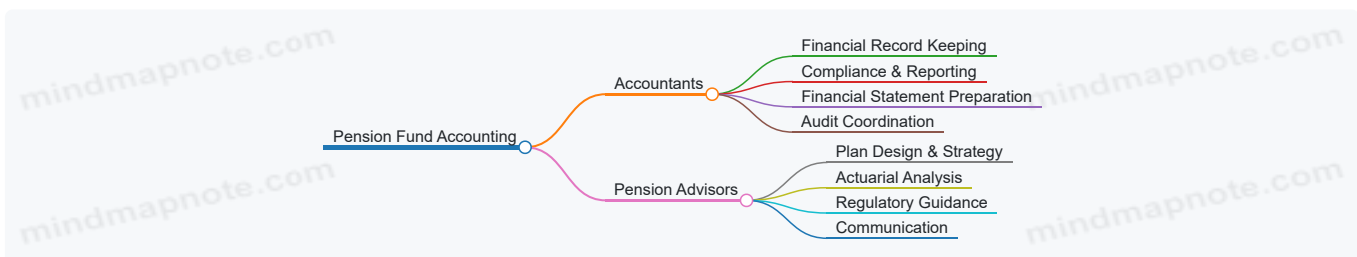 mindmapnote.com
mindmapnote.com
Financial Record Keeping
Compliance & Reporting
Accountants
Financial Statement Preparation
Audit Coordination
Pension Fund Accounting
Plan Design & Strategy
Actuarial Analysis
Pension Advisors
Regulatory Guidance
Communication
mindmapnote.com
mindmapnote.com